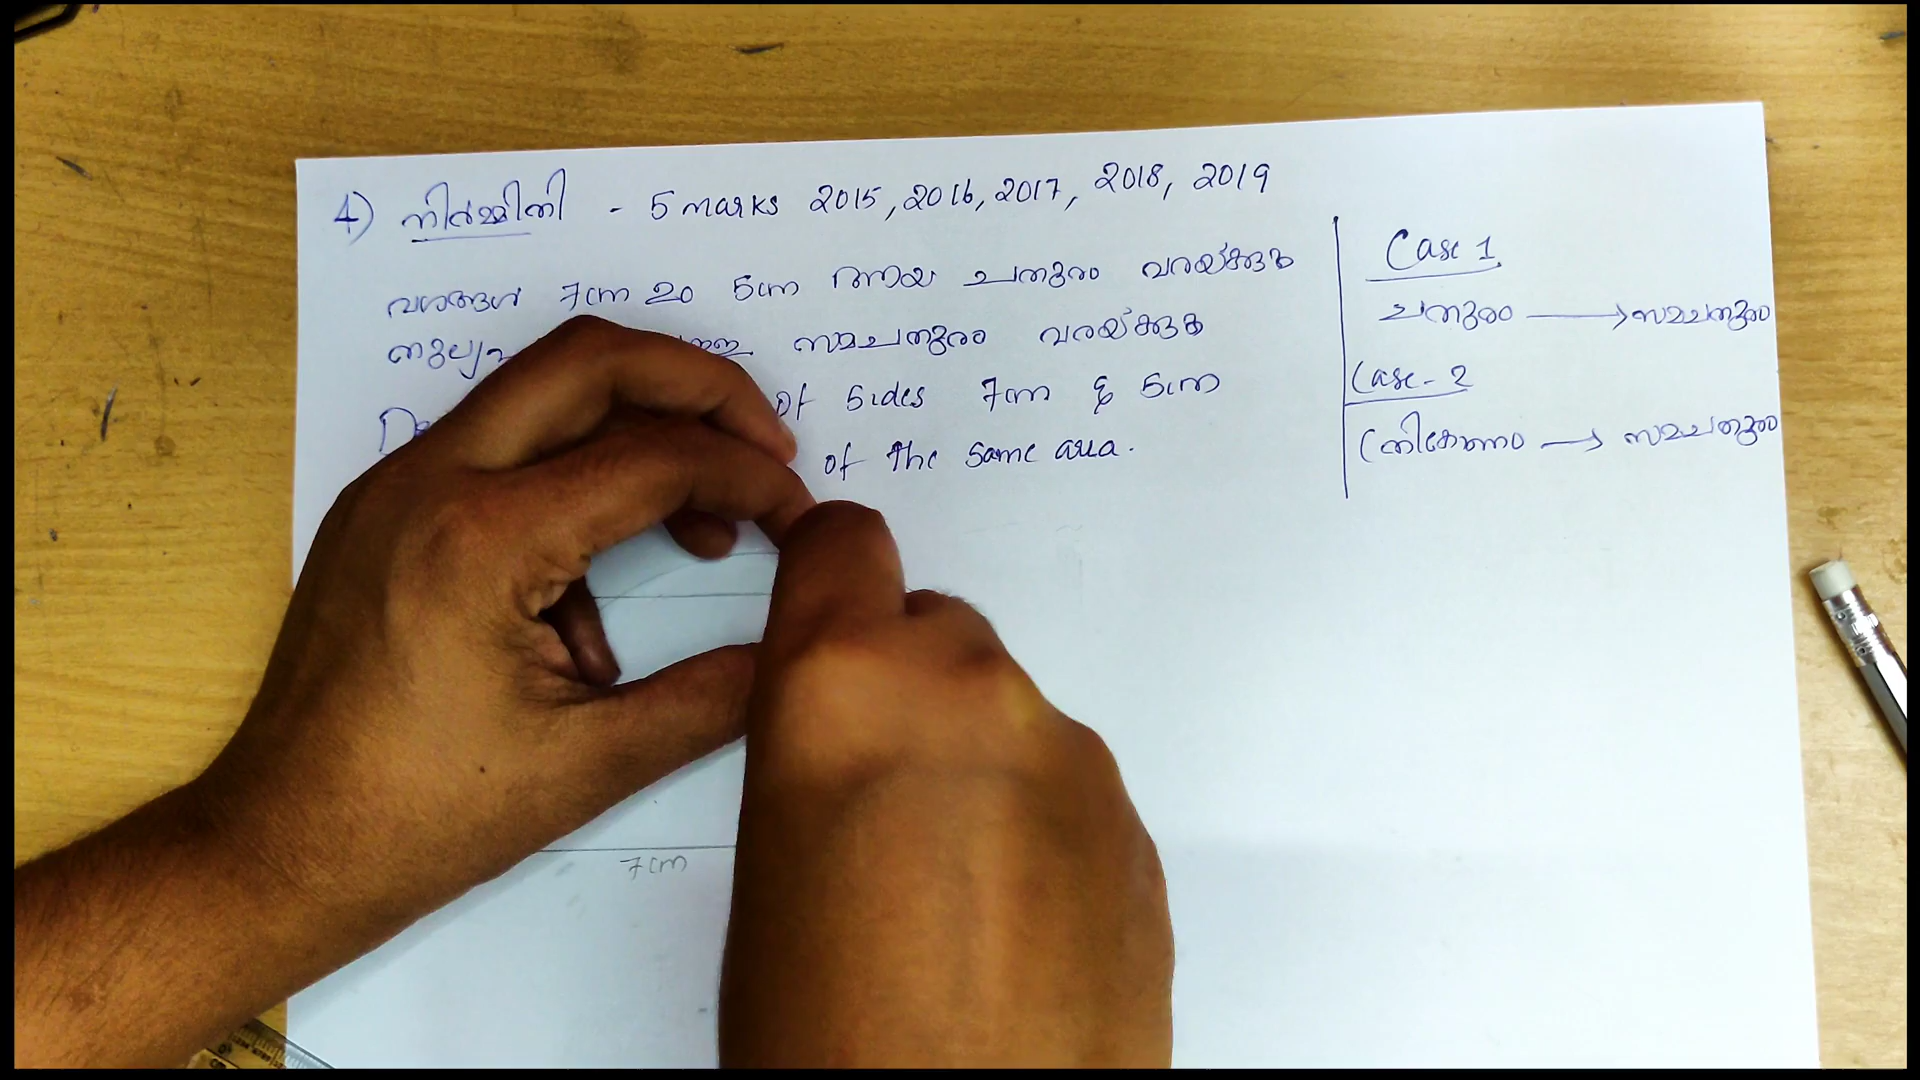 4) നിർമ്മിതി - 5 marks 2015, 2016, 2017, 2018, 2019
വശങ്ങൾ 7cm ഉം 5cm ആയ ചതുരം വരയ്ക്കുക
സമചതുരം വരയ്ക്കുക
of sides 7cm & 5cm
of the same area.
7cm
Case 1
ചതുരം → സമചതുരം
Case - 2
ത്രികോണം → സമചതുരം